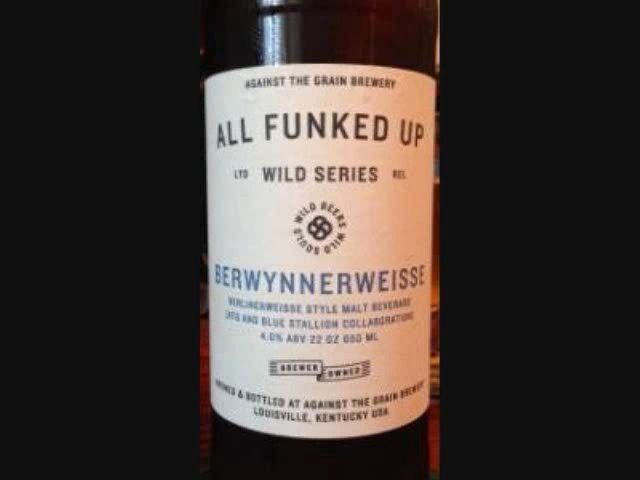 AGAINST THE GRAIN BREWERY
ALL FUNKED UP
LTD WILD SERIES REL
WILD BEERS WILD SOULS
BERWYNNERWEISSE
BERLINERWEISSE STYLE MALT BEVERAGE
(ATG AND BLUE STALLION COLLABORATION)
4.0% ABV 22 OZ 650 ML
BREWER OWNED
BREWED & BOTTLED AT AGAINST THE GRAIN BREWERY
LOUISVILLE, KENTUCKY USA